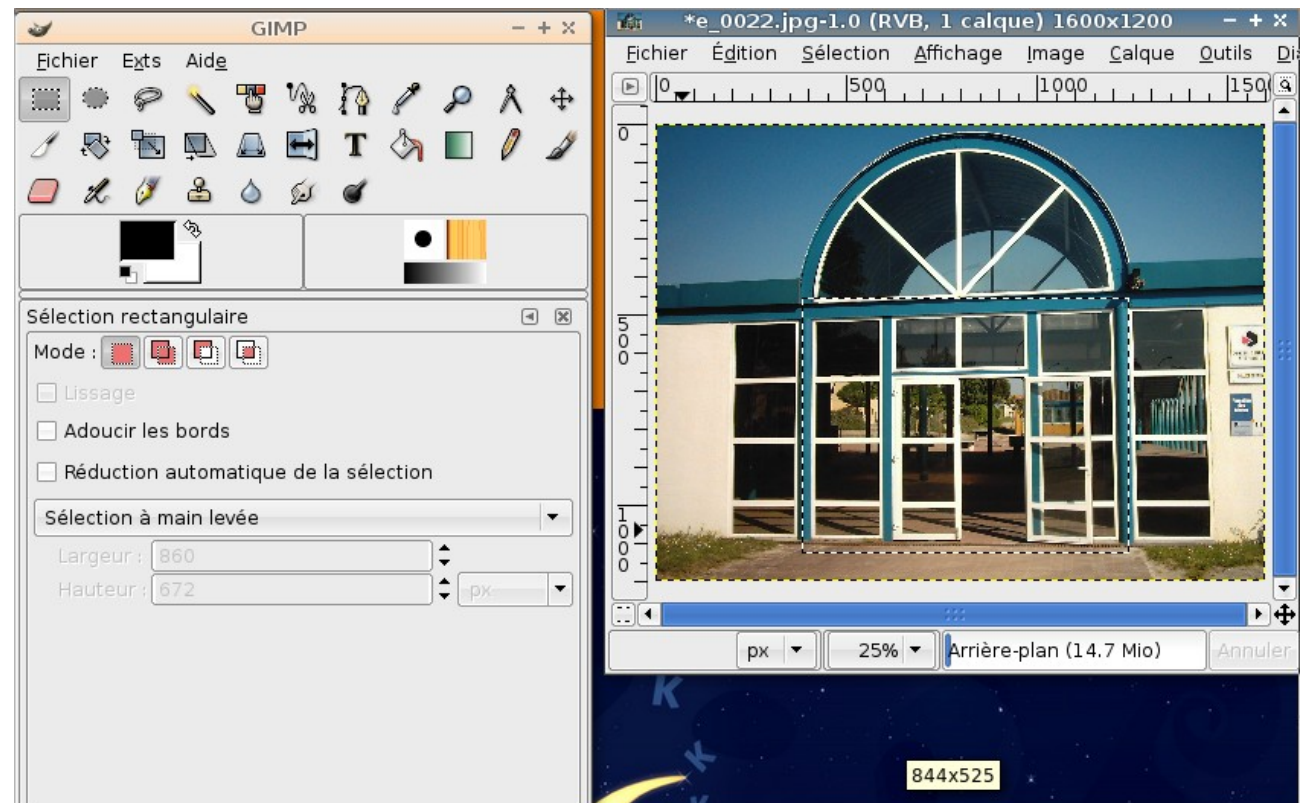 GIMP
Fichier Exts Aide
Sélection rectangulaire
Mode :
Lissage
Adoucir les bords
Réduction automatique de la sélection
Sélection à main levée
Largeur : 860
Hauteur : 672 px
*e_0022.jpg-1.0 (RVB, 1 calque) 1600x1200
Fichier Édition Sélection Affichage Image Calque Outils
0 500 1000 150
0
500
1000
px 25% Arrière-plan (14.7 Mio) Annuler
K
K
844x525